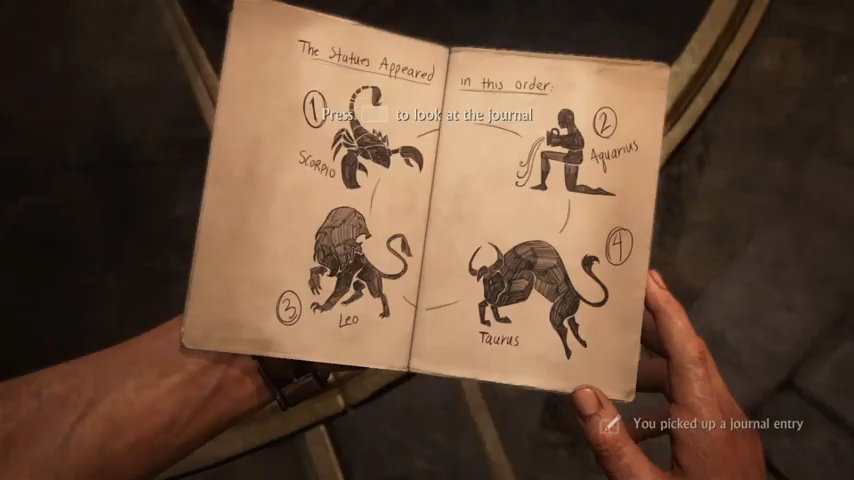 The Statues Appeared in this order:
Press to look at the journal
1
Scorpio
2
Aquarius
3
Leo
4
Taurus
You picked up a journal entry